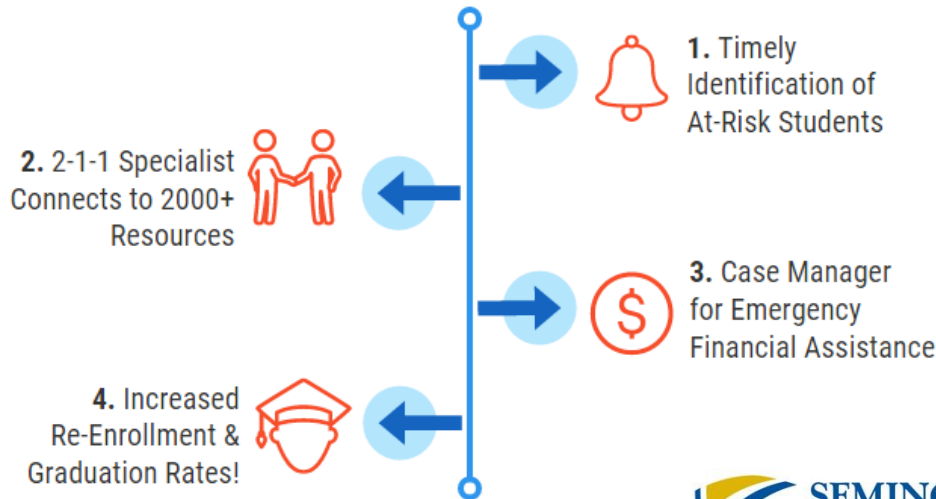 1. Timely
Identification of
At-Risk Students
2. 2-1-1 Specialist
Connects to 2000+
Resources
$
3. Case Manager
for Emergency
Financial Assistance
4. Increased
Re-Enrollment &
Graduation Rates!